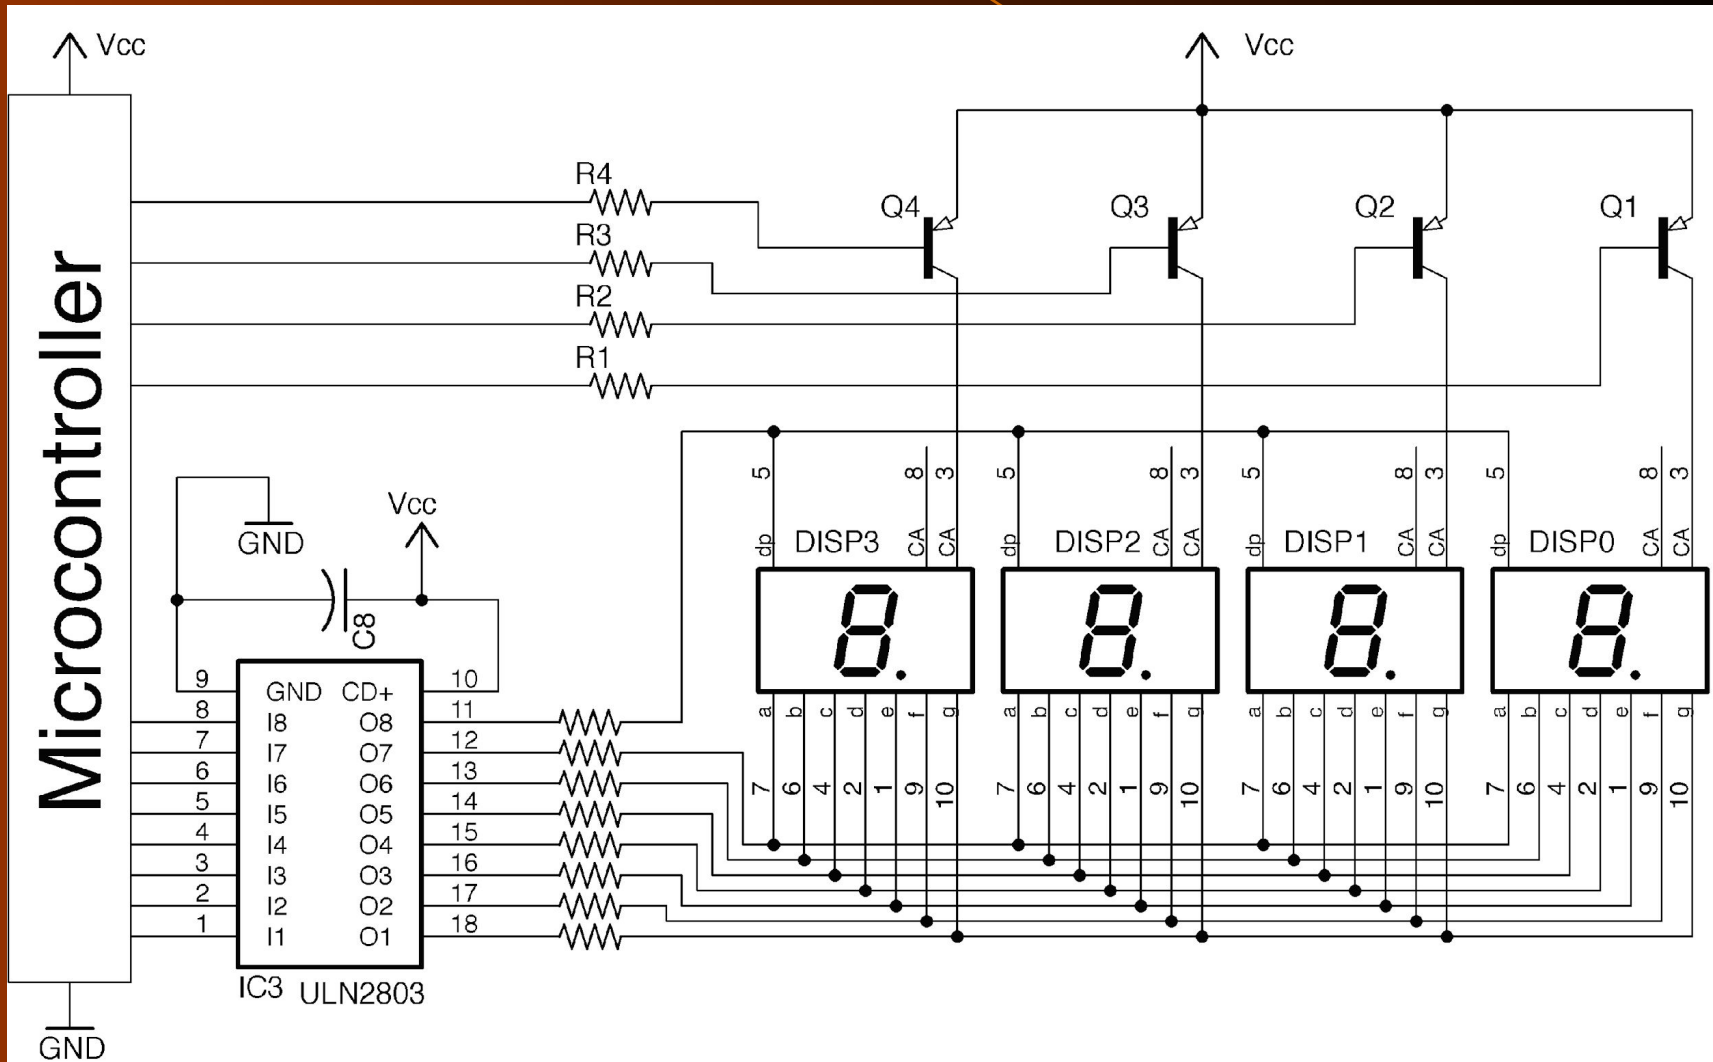 Vcc
Vcc
Microcontroller
R4
R3
R2
R1
Q4
Q3
Q2
Q1
GND
Vcc
C8
5 8 3 5 8 3 5 8 3 5 8 3
dp DISP3 CA CA dp DISP2 CA CA dp DISP1 CA CA dp DISP0 CA CA
8. 8. 8. 8.
9 GND CD+ 10
8 I8 O8 11
7 I7 O7 12
6 I6 O6 13
5 I5 O5 14
4 I4 O4 15
3 I3 O3 16
2 I2 O2 17
1 I1 O1 18
IC3 ULN2803
a b c d e f g a b c d e f g a b c d e f g a b c d e f g
7 6 4 2 1 9 10 7 6 4 2 1 9 10 7 6 4 2 1 9 10 7 6 4 2 1 9 10
GND